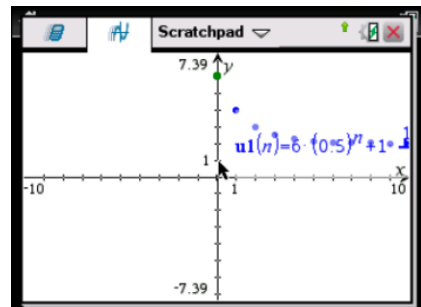 Scratchpad
7.39 y
u1(n)=6·(0.5)ⁿ+1
1
x
-10 1 10
-7.39